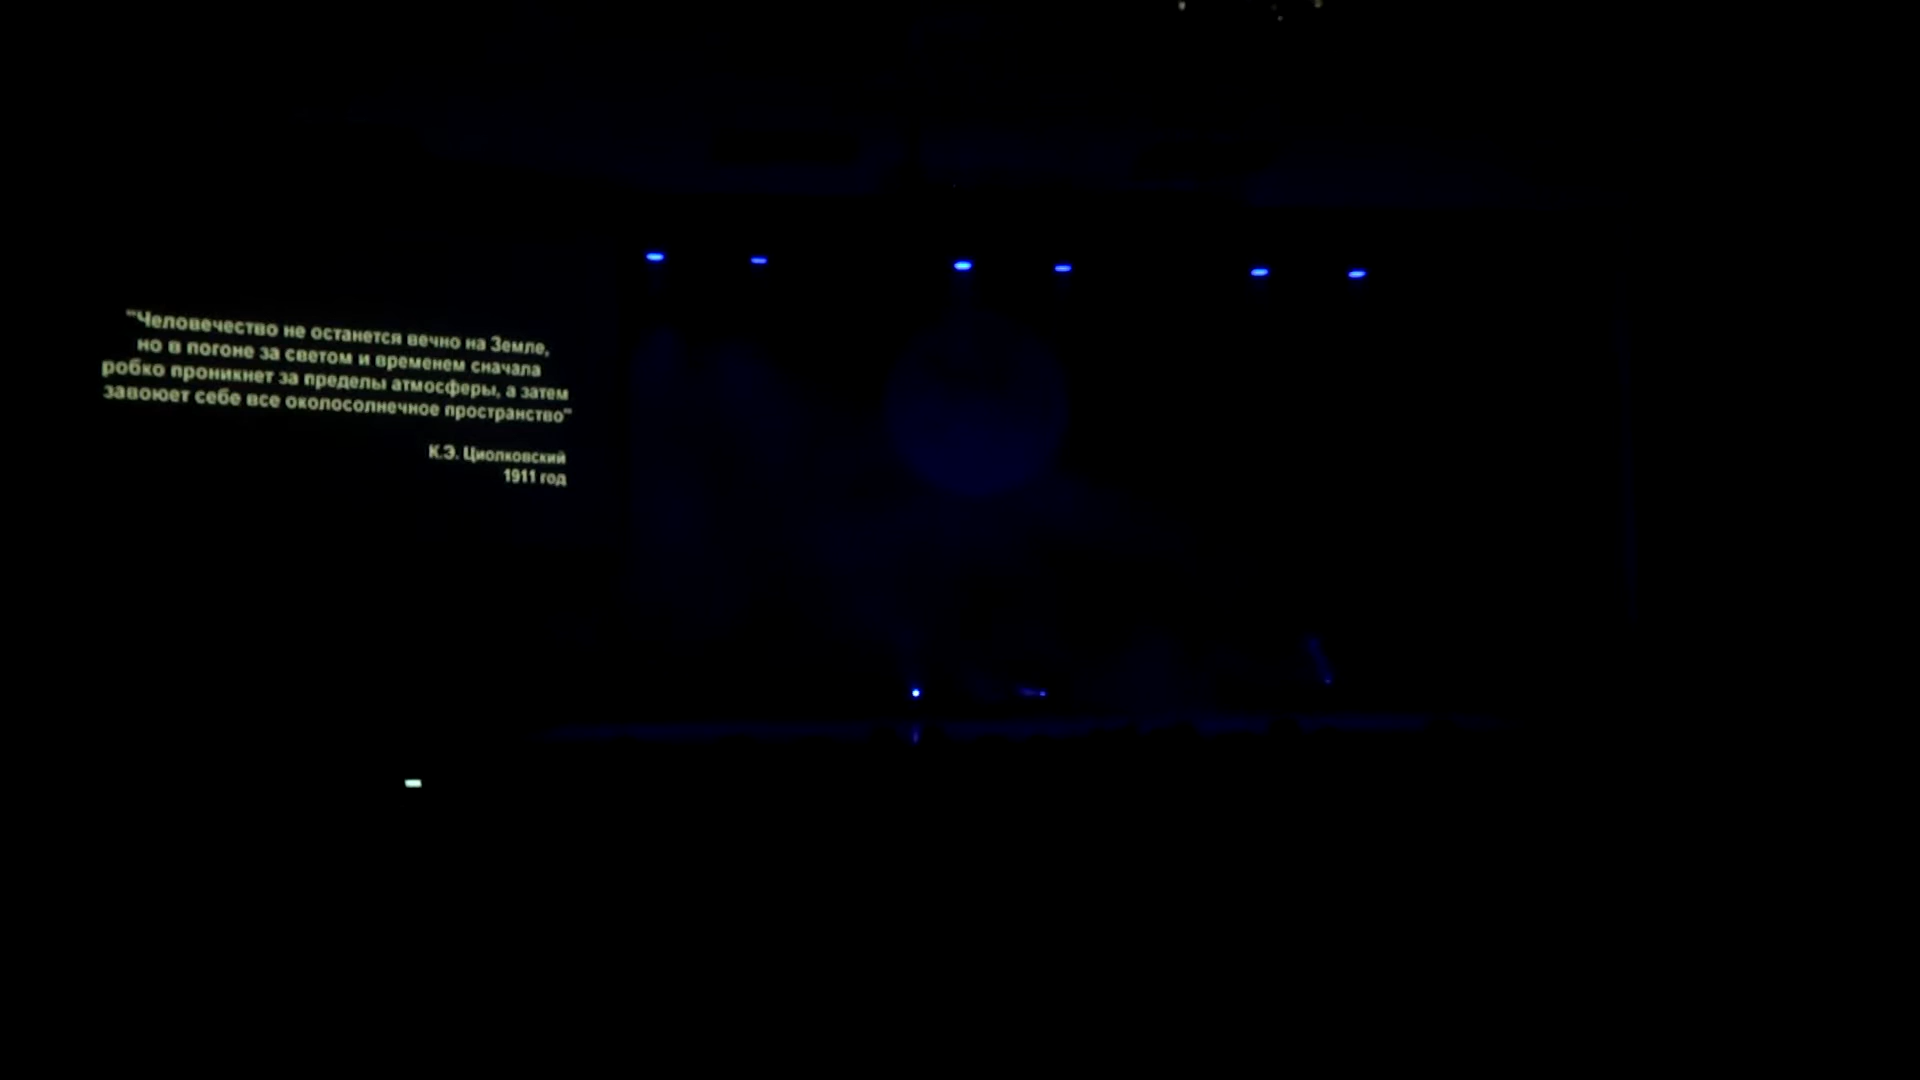 "Человечество не останется вечно на Земле,
но в погоне за светом и временем сначала
робко проникнет за пределы атмосферы, а затем
завоюет себе все околосолнечное пространство"
К.Э. Циолковский
1911 год